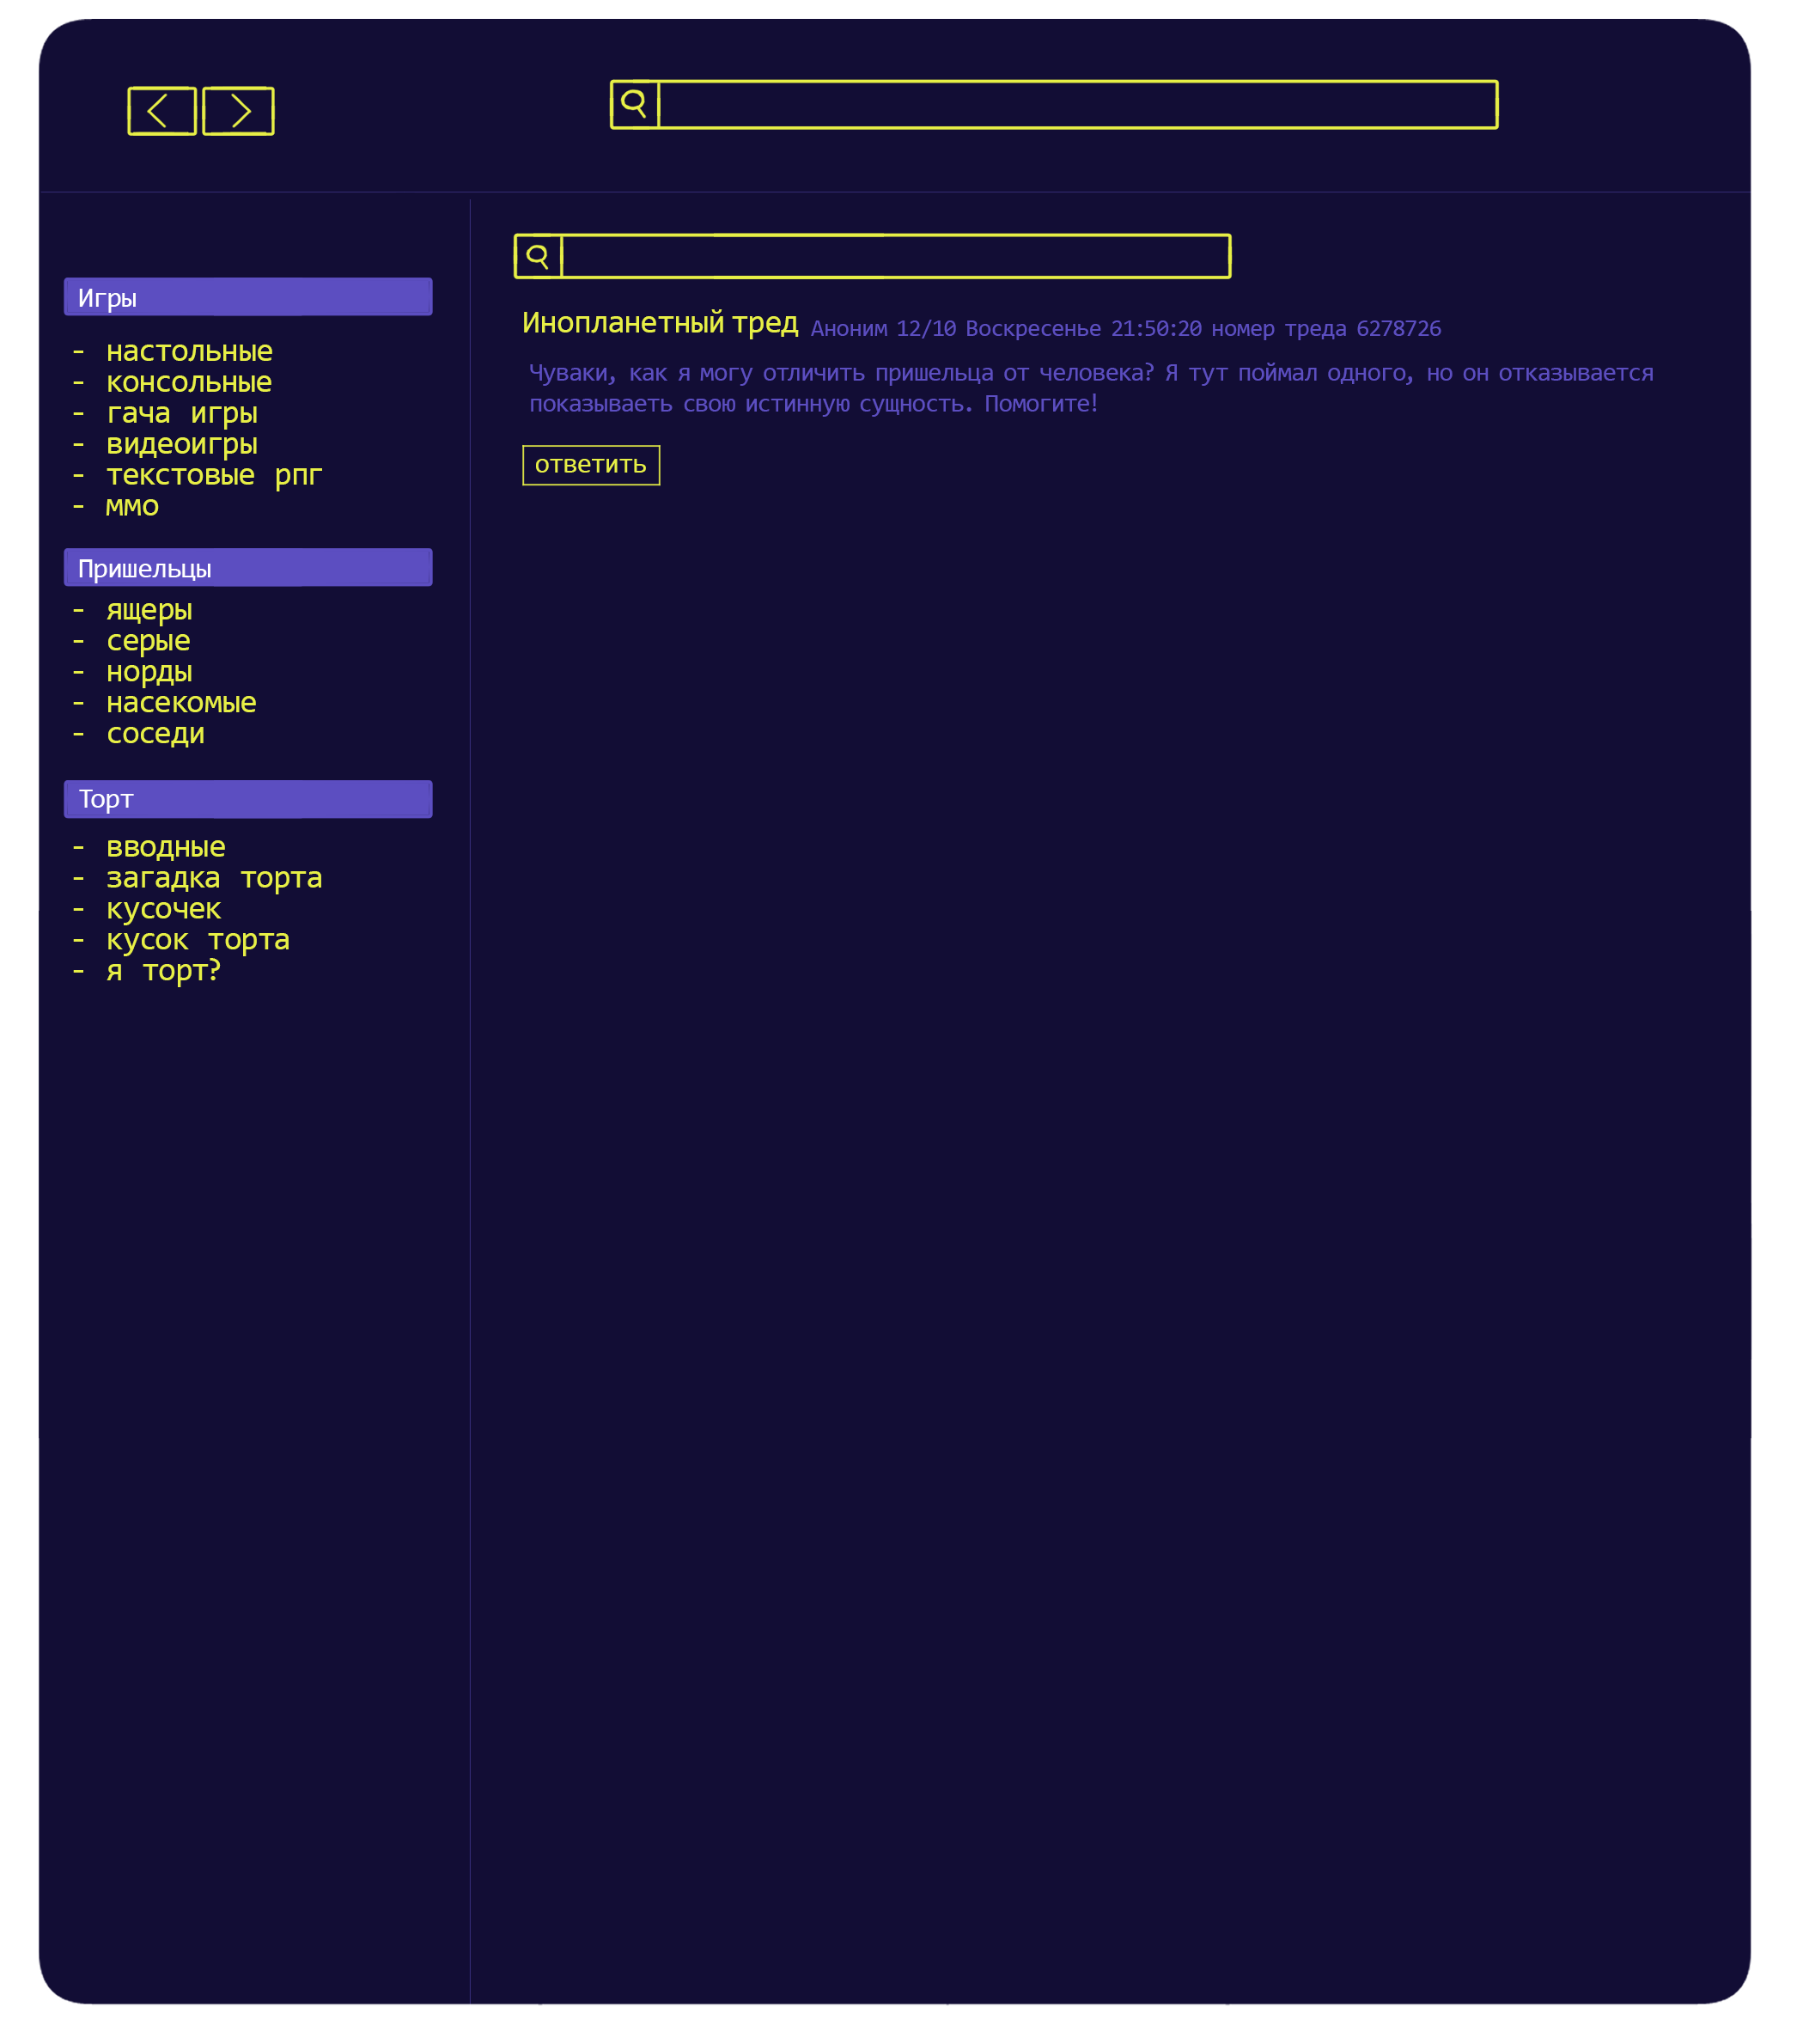 Игры
- настольные
- консольные
- гача игры
- видеоигры
- текстовые рпг
- ммо
Пришельцы
- ящеры
- серые
- норды
- насекомые
- соседи
Торт
- вводные
- загадка торта
- кусочек
- кусок торта
- я торт?
Инопланетный тред Аноним 12/10 Воскресенье 21:50:20 номер треда 6278726
Чуваки, как я могу отличить пришельца от человека? Я тут поймал одного, но он отказывается
показываеть свою истинную сущность. Помогите!
ответить